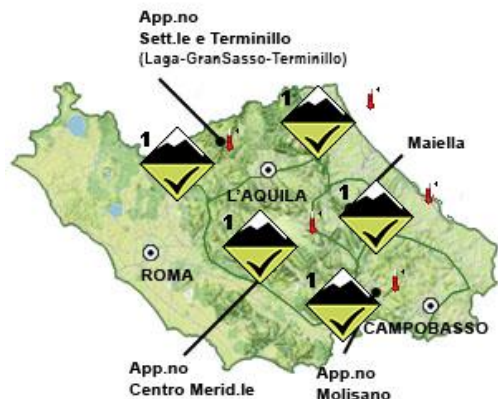 App.no
Sett.le e Terminillo
(Laga-GranSasso-Terminillo)
1
1
Maiella
L'AQUILA
1
1
ROMA
1
CAMPOBASSO
App.no
Centro Merid.le
App.no
Molisano